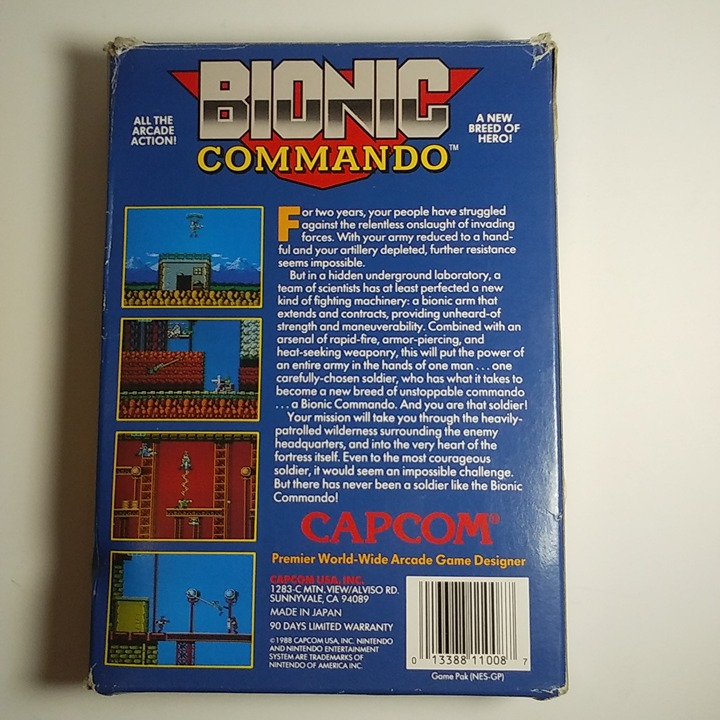 BIONIC
COMMANDO™
ALL THE
ARCADE
ACTION!
A NEW
BREED OF
HERO!
For two years, your people have struggled
against the relentless onslaught of invading
forces. With your army reduced to a hand-
ful and your artillery depleted, further resistance
seems impossible.
But in a hidden underground laboratory, a
team of scientists has at least perfected a new
kind of fighting machinery: a bionic arm that
extends and contracts, providing unheard-of
strength and maneuverability. Combined with an
arsenal of rapid-fire, armor-piercing, and
heat-seeking weaponry, this will put the power of
an entire army in the hands of one man . . . one
carefully-chosen soldier, who has what it takes to
become a new breed of unstoppable commando
. . . a Bionic Commando. And you are that soldier!
Your mission will take you through the heavily-
patrolled wilderness surrounding the enemy
headquarters, and into the very heart of the
fortress itself. Even to the most courageous
soldier, it would seem an impossible challenge.
But there has never been a soldier like the Bionic
Commando!
CAPCOM®
Premier World-Wide Arcade Game Designer
CAPCOM USA, INC.
1283-C MTN. VIEW/ALVISO RD.
SUNNYVALE, CA 94089
MADE IN JAPAN
90 DAYS LIMITED WARRANTY
©1988 CAPCOM USA, INC. NINTENDO
AND NINTENDO ENTERTAINMENT
SYSTEM ARE TRADEMARKS OF
NINTENDO OF AMERICA INC.
0 13388 11008 7
Game Pak (NES-GP)